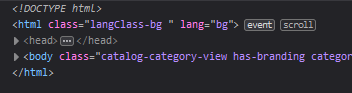 <!DOCTYPE html>
<html class="langClass-bg " lang="bg"> event scroll
<head> ⋯ </head>
<body class="catalog-category-view has-branding categor
</html>